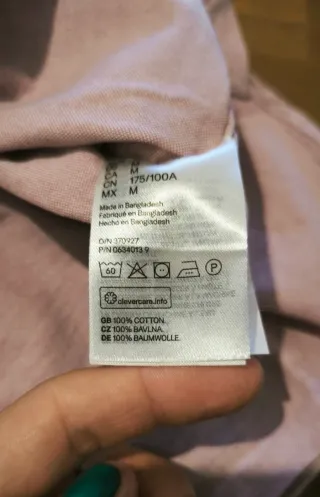 CA M
CN 175/100A
MX M
Made in Bangladesh
Fabriqué en Bangladesh
Hecho en Bangladesh
O/N 370927
P/N 0634013 9
60 P
clevercare.info
GB 100% COTTON.
CZ 100% BAVLNA.
DE 100% BAUMWOLLE.